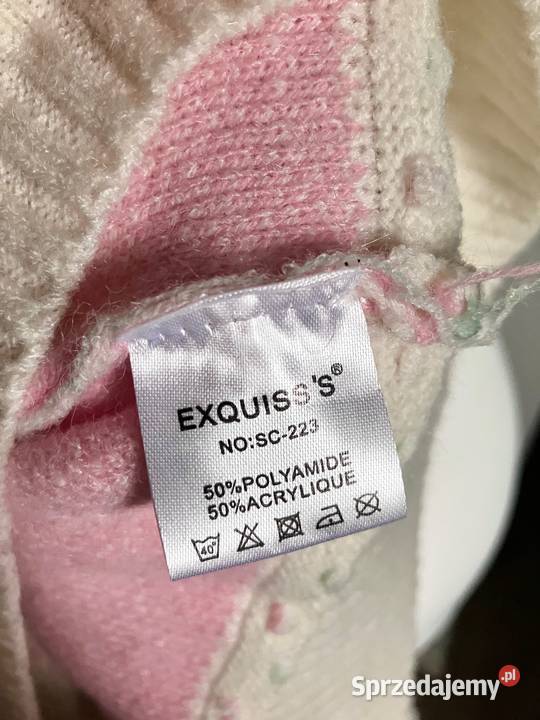 EXQUISS'S®
NO:SC-223
50%POLYAMIDE
50%ACRYLIQUE
40°
Sprzedajemy.pl